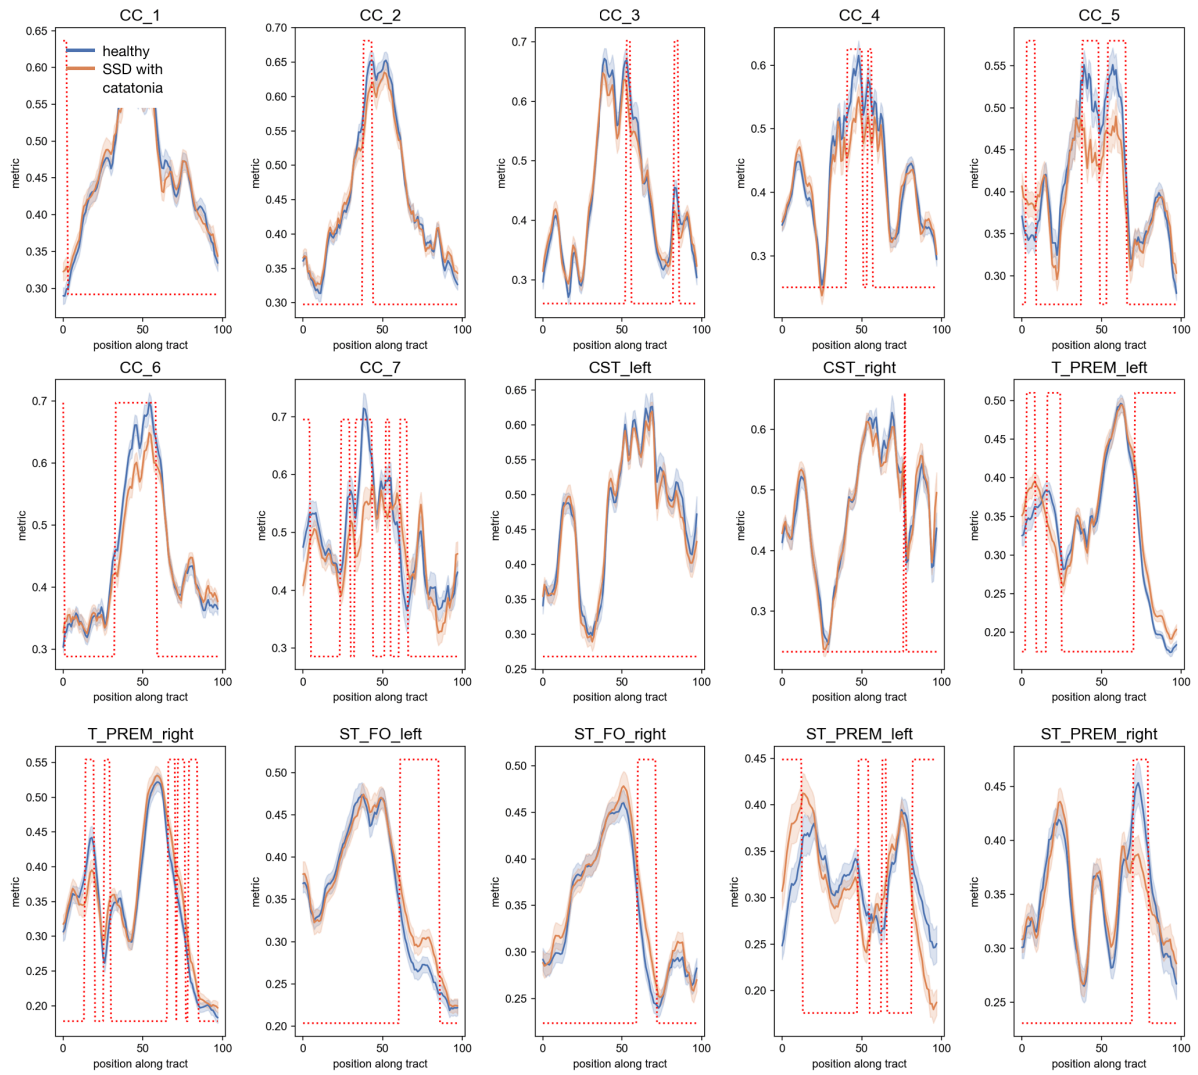 CC_1
CC_2
CC_3
CC_4
CC_5
healthy
SSD with
catatonia
metric
0.65
0.60
0.55
0.50
0.45
0.40
0.35
0.30
0 50 100
position along tract
metric
0.70
0.65
0.60
0.55
0.50
0.45
0.40
0.35
0.30
0 50 100
position along tract
metric
0.7
0.6
0.5
0.4
0.3
0 50 100
position along tract
metric
0.6
0.5
0.4
0.3
0 50 100
position along tract
metric
0.55
0.50
0.45
0.40
0.35
0.30
0 50 100
position along tract
CC_6
CC_7
CST_left
CST_right
T_PREM_left
metric
0.7
0.6
0.5
0.4
0.3
0 50 100
position along tract
metric
0.7
0.6
0.5
0.4
0.3
0 50 100
position along tract
metric
0.65
0.60
0.55
0.50
0.45
0.40
0.35
0.30
0.25
0 50 100
position along tract
metric
0.6
0.5
0.4
0.3
0 50 100
position along tract
metric
0.50
0.45
0.40
0.35
0.30
0.25
0.20
0 50 100
position along tract
T_PREM_right
ST_FO_left
ST_FO_right
ST_PREM_left
ST_PREM_right
metric
0.55
0.50
0.45
0.40
0.35
0.30
0.25
0.20
0 50 100
position along tract
metric
0.50
0.45
0.40
0.35
0.30
0.25
0.20
0 50 100
position along tract
metric
0.50
0.45
0.40
0.35
0.30
0.25
0 50 100
position along tract
metric
0.45
0.40
0.35
0.30
0.25
0.20
0 50 100
position along tract
metric
0.45
0.40
0.35
0.30
0.25
0 50 100
position along tract